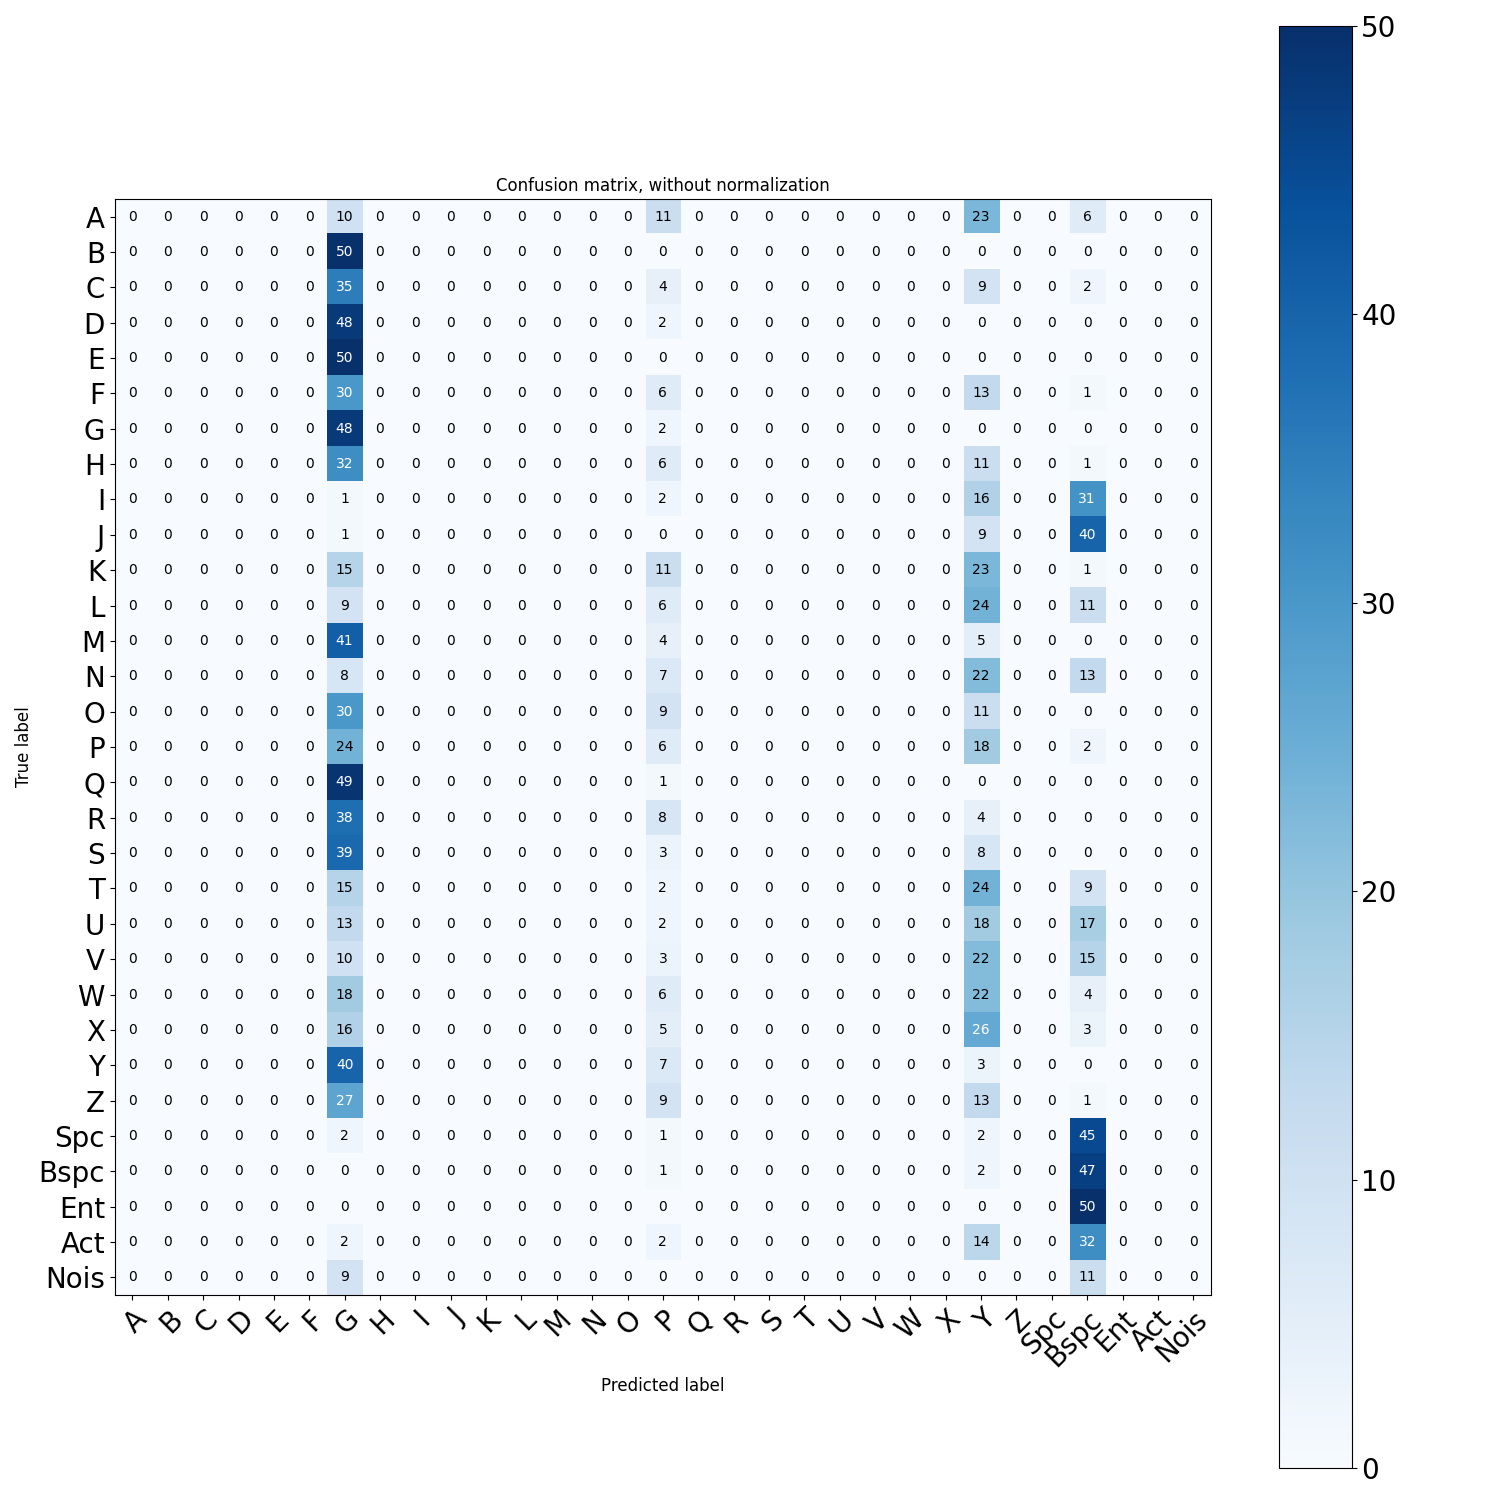 Confusion matrix, without normalization
A 0 0 0 0 0 0 10 0 0 0 0 0 0 0 0 11 0 0 0 0 0 0 0 0 23 0 0 6 0 0 0
B 0 0 0 0 0 0 50 0 0 0 0 0 0 0 0 0 0 0 0 0 0 0 0 0 0 0 0 0 0 0 0
C 0 0 0 0 0 0 35 0 0 0 0 0 0 0 0 4 0 0 0 0 0 0 0 0 9 0 0 2 0 0 0
D 0 0 0 0 0 0 48 0 0 0 0 0 0 0 0 2 0 0 0 0 0 0 0 0 0 0 0 0 0 0 0
E 0 0 0 0 0 0 50 0 0 0 0 0 0 0 0 0 0 0 0 0 0 0 0 0 0 0 0 0 0 0 0
F 0 0 0 0 0 0 30 0 0 0 0 0 0 0 0 6 0 0 0 0 0 0 0 0 13 0 0 1 0 0 0
G 0 0 0 0 0 0 48 0 0 0 0 0 0 0 0 2 0 0 0 0 0 0 0 0 0 0 0 0 0 0 0
H 0 0 0 0 0 0 32 0 0 0 0 0 0 0 0 6 0 0 0 0 0 0 0 0 11 0 0 1 0 0 0
I 0 0 0 0 0 0 1 0 0 0 0 0 0 0 0 2 0 0 0 0 0 0 0 0 16 0 0 31 0 0 0
J 0 0 0 0 0 0 1 0 0 0 0 0 0 0 0 0 0 0 0 0 0 0 0 0 9 0 0 40 0 0 0
K 0 0 0 0 0 0 15 0 0 0 0 0 0 0 0 11 0 0 0 0 0 0 0 0 23 0 0 1 0 0 0
L 0 0 0 0 0 0 9 0 0 0 0 0 0 0 0 6 0 0 0 0 0 0 0 0 24 0 0 11 0 0 0
M 0 0 0 0 0 0 41 0 0 0 0 0 0 0 0 4 0 0 0 0 0 0 0 0 5 0 0 0 0 0 0
N 0 0 0 0 0 0 8 0 0 0 0 0 0 0 0 7 0 0 0 0 0 0 0 0 22 0 0 13 0 0 0
O 0 0 0 0 0 0 30 0 0 0 0 0 0 0 0 9 0 0 0 0 0 0 0 0 11 0 0 0 0 0 0
P 0 0 0 0 0 0 24 0 0 0 0 0 0 0 0 6 0 0 0 0 0 0 0 0 18 0 0 2 0 0 0
Q 0 0 0 0 0 0 49 0 0 0 0 0 0 0 0 1 0 0 0 0 0 0 0 0 0 0 0 0 0 0 0
R 0 0 0 0 0 0 38 0 0 0 0 0 0 0 0 8 0 0 0 0 0 0 0 0 4 0 0 0 0 0 0
S 0 0 0 0 0 0 39 0 0 0 0 0 0 0 0 3 0 0 0 0 0 0 0 0 8 0 0 0 0 0 0
T 0 0 0 0 0 0 15 0 0 0 0 0 0 0 0 2 0 0 0 0 0 0 0 0 24 0 0 9 0 0 0
U 0 0 0 0 0 0 13 0 0 0 0 0 0 0 0 2 0 0 0 0 0 0 0 0 18 0 0 17 0 0 0
V 0 0 0 0 0 0 10 0 0 0 0 0 0 0 0 3 0 0 0 0 0 0 0 0 22 0 0 15 0 0 0
W 0 0 0 0 0 0 18 0 0 0 0 0 0 0 0 6 0 0 0 0 0 0 0 0 22 0 0 4 0 0 0
X 0 0 0 0 0 0 16 0 0 0 0 0 0 0 0 5 0 0 0 0 0 0 0 0 26 0 0 3 0 0 0
Y 0 0 0 0 0 0 40 0 0 0 0 0 0 0 0 7 0 0 0 0 0 0 0 0 3 0 0 0 0 0 0
Z 0 0 0 0 0 0 27 0 0 0 0 0 0 0 0 9 0 0 0 0 0 0 0 0 13 0 0 1 0 0 0
Spc 0 0 0 0 0 0 2 0 0 0 0 0 0 0 0 1 0 0 0 0 0 0 0 0 2 0 0 45 0 0 0
Bspc 0 0 0 0 0 0 0 0 0 0 0 0 0 0 0 1 0 0 0 0 0 0 0 0 2 0 0 47 0 0 0
Ent 0 0 0 0 0 0 0 0 0 0 0 0 0 0 0 0 0 0 0 0 0 0 0 0 0 0 0 50 0 0 0
Act 0 0 0 0 0 0 2 0 0 0 0 0 0 0 0 2 0 0 0 0 0 0 0 0 14 0 0 32 0 0 0
Nois 0 0 0 0 0 0 9 0 0 0 0 0 0 0 0 0 0 0 0 0 0 0 0 0 0 0 0 11 0 0 0
A B C D E F G H I J K L M N O P Q R S T U V W X Y Z Spc Bspc Ent Act Nois
Predicted label
True label
50
40
30
20
10
0